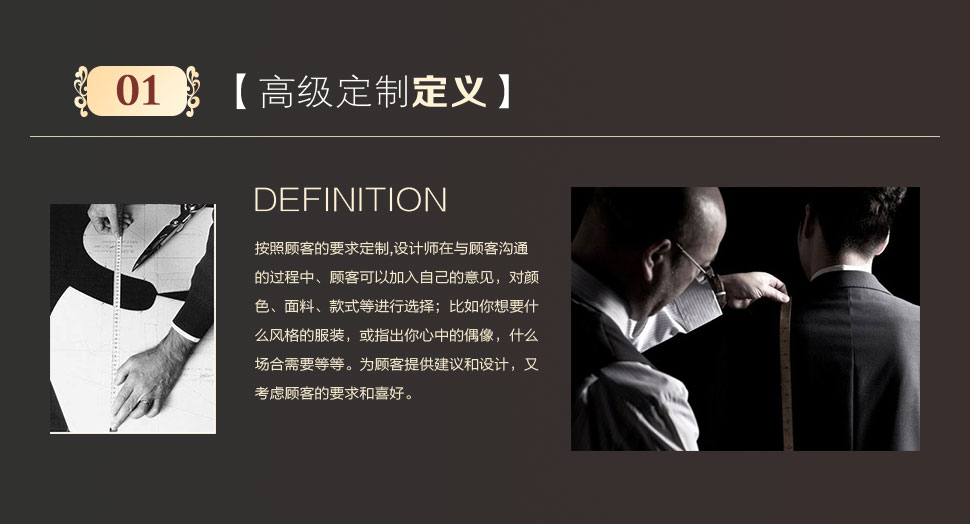 01
【高级定制定义】
DEFINITION
按照顾客的要求定制,设计师在与顾客沟通
的过程中、顾客可以加入自己的意见，对颜
色、面料、款式等进行选择；比如你想要什
么风格的服装，或指出你心中的偶像，什么
场合需要等等。为顾客提供建议和设计，又
考虑顾客的要求和喜好。